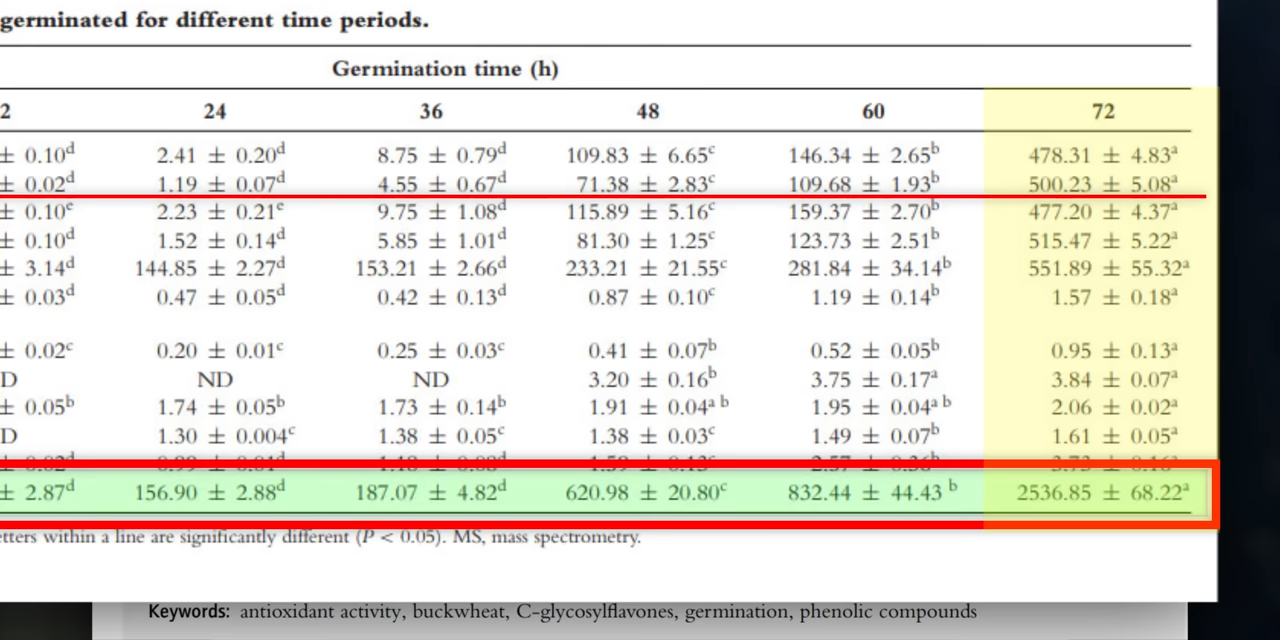 germinated for different time periods.
Germination time (h)
2 24 36 48 60 72
± 0.10ᵈ 2.41 ± 0.20ᵈ 8.75 ± 0.79ᵈ 109.83 ± 6.65ᶜ 146.34 ± 2.65ᵇ 478.31 ± 4.83ᵃ
± 0.02ᵈ 1.19 ± 0.07ᵈ 4.55 ± 0.67ᵈ 71.38 ± 2.83ᶜ 109.68 ± 1.93ᵇ 500.23 ± 5.08ᵃ
± 0.10ᵉ 2.23 ± 0.21ᵉ 9.75 ± 1.08ᵈ 115.89 ± 5.16ᶜ 159.37 ± 2.70ᵇ 477.20 ± 4.37ᵃ
± 0.10ᵈ 1.52 ± 0.14ᵈ 5.85 ± 1.01ᵈ 81.30 ± 1.25ᶜ 123.73 ± 2.51ᵇ 515.47 ± 5.22ᵃ
± 3.14ᵈ 144.85 ± 2.27ᵈ 153.21 ± 2.66ᵈ 233.21 ± 21.55ᶜ 281.84 ± 34.14ᵇ 551.89 ± 55.32ᵃ
± 0.03ᵈ 0.47 ± 0.05ᵈ 0.42 ± 0.13ᵈ 0.87 ± 0.10ᶜ 1.19 ± 0.14ᵇ 1.57 ± 0.18ᵃ
± 0.02ᶜ 0.20 ± 0.01ᶜ 0.25 ± 0.03ᶜ 0.41 ± 0.07ᵇ 0.52 ± 0.05ᵇ 0.95 ± 0.13ᵃ
D ND ND 3.20 ± 0.16ᵇ 3.75 ± 0.17ᵃ 3.84 ± 0.07ᵃ
± 0.05ᵇ 1.74 ± 0.05ᵇ 1.73 ± 0.14ᵇ 1.91 ± 0.04ᵃ ᵇ 1.95 ± 0.04ᵃ ᵇ 2.06 ± 0.02ᵃ
D 1.30 ± 0.004ᶜ 1.38 ± 0.05ᶜ 1.38 ± 0.03ᶜ 1.49 ± 0.07ᵇ 1.61 ± 0.05ᵃ
± 2.87ᵈ 156.90 ± 2.88ᵈ 187.07 ± 4.82ᵈ 620.98 ± 20.80ᶜ 832.44 ± 44.43 ᵇ 2536.85 ± 68.22ᵃ
etters within a line are significantly different (P < 0.05). MS, mass spectrometry.
Keywords: antioxidant activity, buckwheat, C-glycosylflavones, germination, phenolic compounds